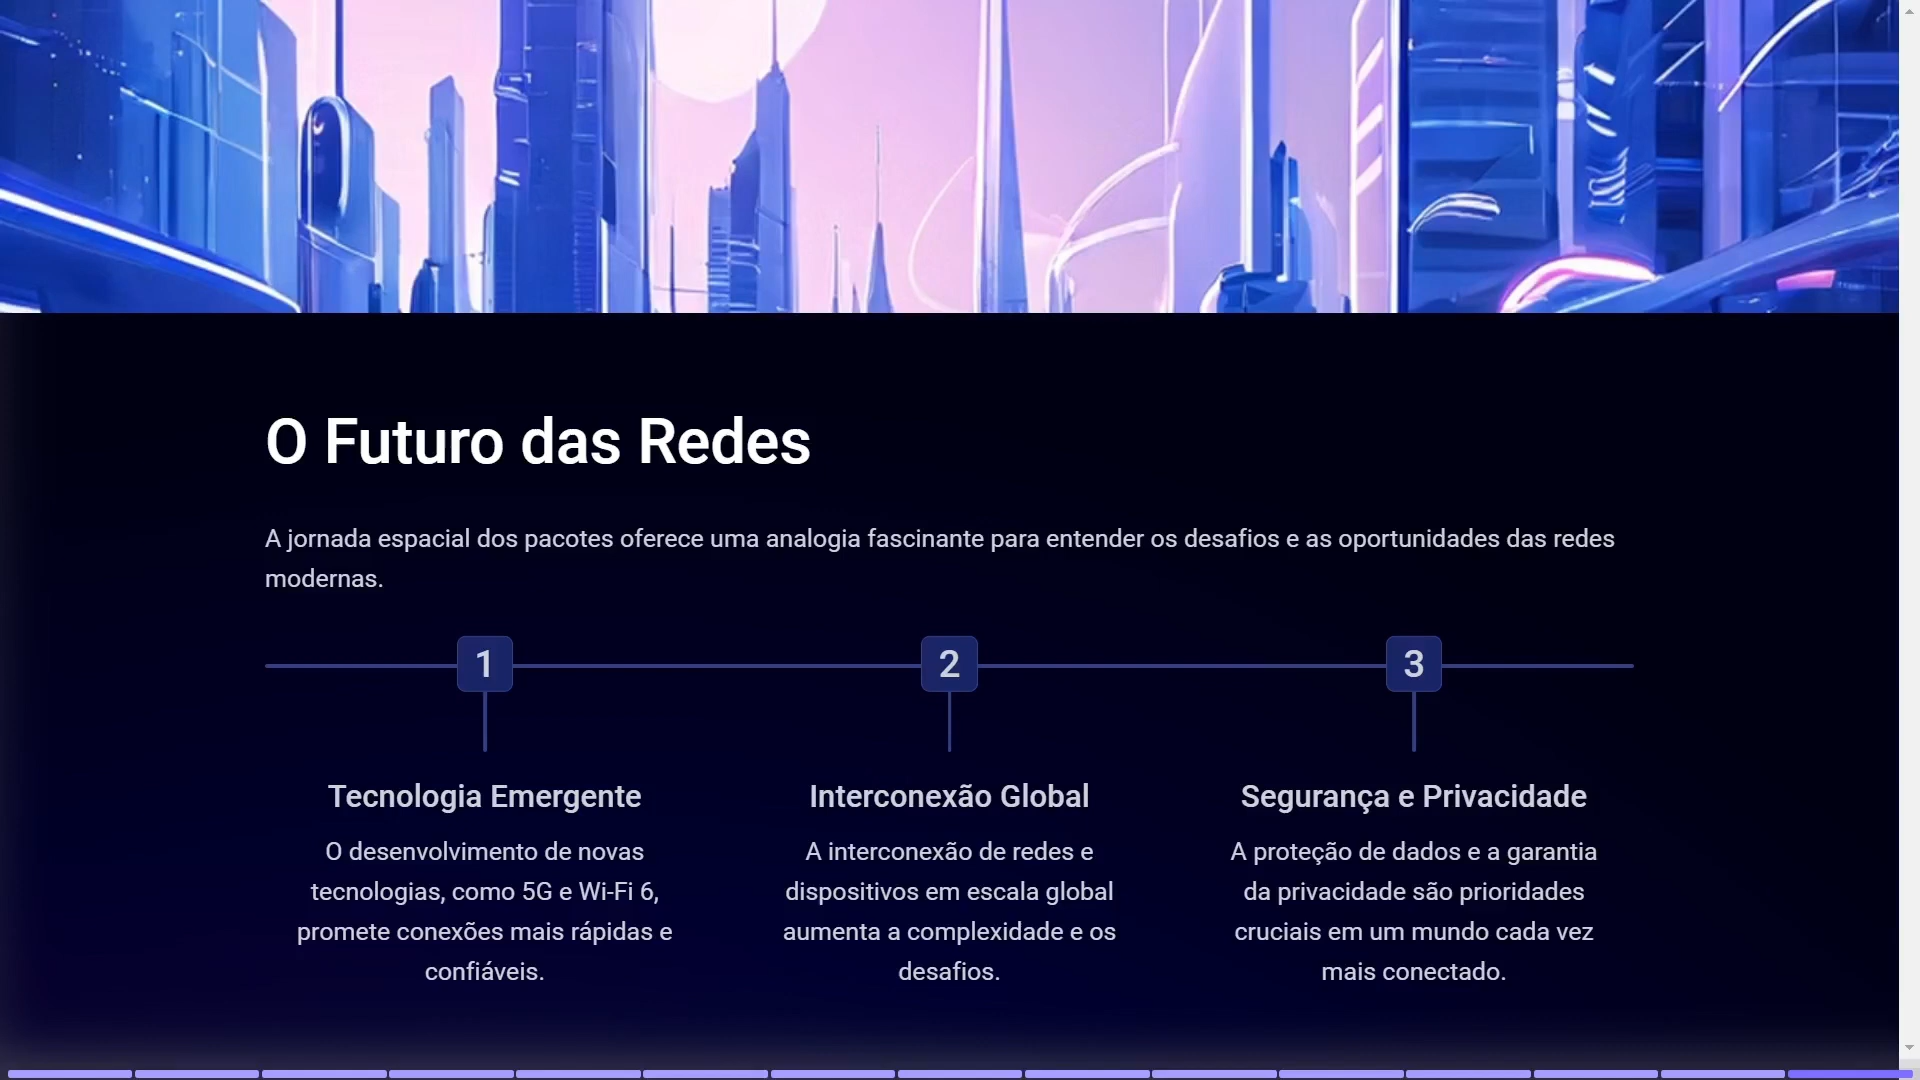 O Futuro das Redes
A jornada espacial dos pacotes oferece uma analogia fascinante para entender os desafios e as oportunidades das redes
modernas.
1
2
3
Tecnologia Emergente
O desenvolvimento de novas
tecnologias, como 5G e Wi-Fi 6,
promete conexões mais rápidas e
confiáveis.
Interconexão Global
A interconexão de redes e
dispositivos em escala global
aumenta a complexidade e os
desafios.
Segurança e Privacidade
A proteção de dados e a garantia
da privacidade são prioridades
cruciais em um mundo cada vez
mais conectado.